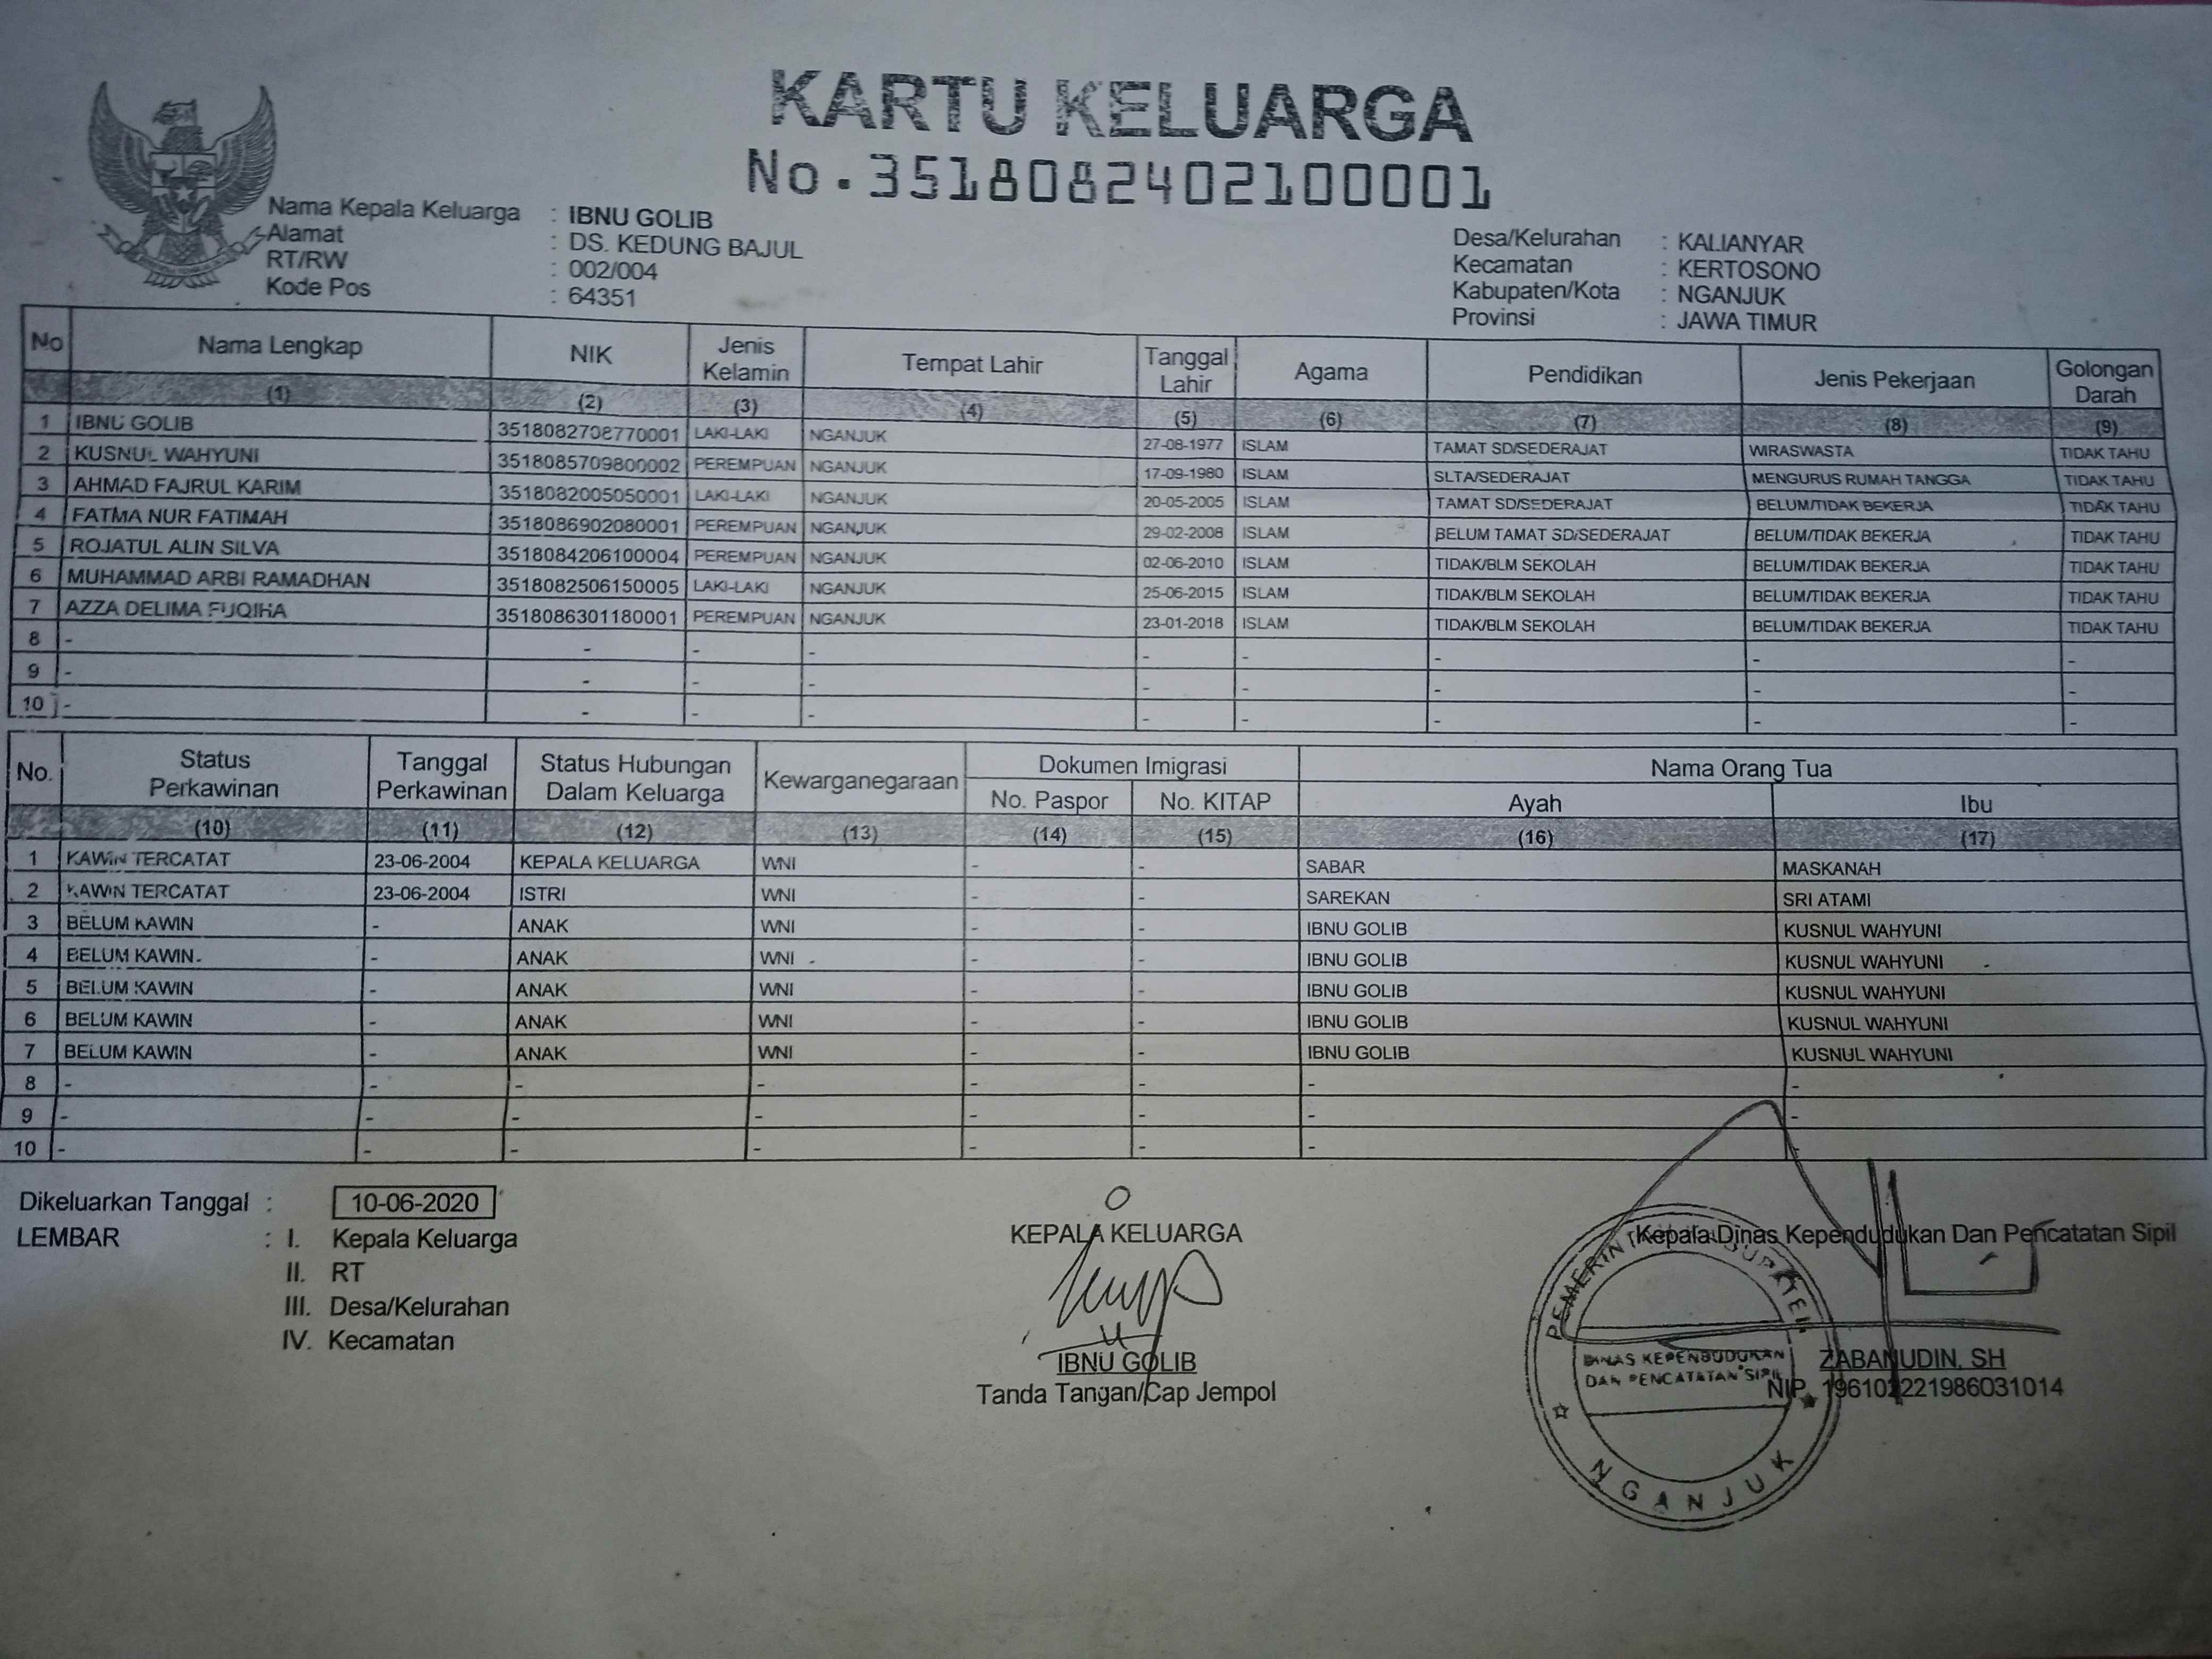 KARTU KELUARGA
No.3518082402100001
Nama Kepala Keluarga : IBNU GOLIB
Alamat : DS. KEDUNG BAJUL
RT/RW : 002/004
Kode Pos : 64351
Desa/Kelurahan : KALIANYAR
Kecamatan : KERTOSONO
Kabupaten/Kota : NGANJUK
Provinsi : JAWA TIMUR
No Nama Lengkap NIK Jenis Kelamin Tempat Lahir Tanggal Lahir Agama Pendidikan Jenis Pekerjaan Golongan Darah
(1) (2) (3) (4) (5) (6) (7) (8) (9)
1 IBNU GOLIB 3518082708770001 LAKI-LAKI NGANJUK 27-08-1977 ISLAM TAMAT SD/SEDERAJAT WIRASWASTA TIDAK TAHU
2 KUSNUL WAHYUNI 3518085709800002 PEREMPUAN NGANJUK 17-09-1980 ISLAM SLTA/SEDERAJAT MENGURUS RUMAH TANGGA TIDAK TAHU
3 AHMAD FAJRUL KARIM 3518082005050001 LAKI-LAKI NGANJUK 20-05-2005 ISLAM TAMAT SD/SEDERAJAT BELUM/TIDAK BEKERJA TIDAK TAHU
4 FATMA NUR FATIMAH 3518086902080001 PEREMPUAN NGANJUK 29-02-2008 ISLAM BELUM TAMAT SD/SEDERAJAT BELUM/TIDAK BEKERJA TIDAK TAHU
5 ROJATUL ALIN SILVA 3518084206100004 PEREMPUAN NGANJUK 02-06-2010 ISLAM TIDAK/BLM SEKOLAH BELUM/TIDAK BEKERJA TIDAK TAHU
6 MUHAMMAD ARBI RAMADHAN 3518082506150005 LAKI-LAKI NGANJUK 25-06-2015 ISLAM TIDAK/BLM SEKOLAH BELUM/TIDAK BEKERJA TIDAK TAHU
7 AZZA DELIMA FUQIHA 3518086301180001 PEREMPUAN NGANJUK 23-01-2018 ISLAM TIDAK/BLM SEKOLAH BELUM/TIDAK BEKERJA TIDAK TAHU
8 - - - - - - - - -
9 - - - - - - - - -
10 - - - - - - - - -
No. Status Perkawinan Tanggal Perkawinan Status Hubungan Dalam Keluarga Kewarganegaraan Dokumen Imigrasi Nama Orang Tua
No. Paspor No. KITAP Ayah Ibu
(10) (11) (12) (13) (14) (15) (16) (17)
1 KAWIN TERCATAT 23-06-2004 KEPALA KELUARGA WNI - - SABAR MASKANAH
2 KAWIN TERCATAT 23-06-2004 ISTRI WNI - - SAREKAN SRI ATAMI
3 BELUM KAWIN - ANAK WNI - - IBNU GOLIB KUSNUL WAHYUNI
4 BELUM KAWIN - ANAK WNI - - IBNU GOLIB KUSNUL WAHYUNI
5 BELUM KAWIN - ANAK WNI - - IBNU GOLIB KUSNUL WAHYUNI
6 BELUM KAWIN - ANAK WNI - - IBNU GOLIB KUSNUL WAHYUNI
7 BELUM KAWIN - ANAK WNI - - IBNU GOLIB KUSNUL WAHYUNI
8 - - - - - - - -
9 - - - - - - - -
10 - - - - - - - -
Dikeluarkan Tanggal : 10-06-2020
LEMBAR : I. Kepala Keluarga
II. RT
III. Desa/Kelurahan
IV. Kecamatan
KEPALA KELUARGA
IBNU GOLIB
Tanda Tangan/Cap Jempol
Kepala Dinas Kependudukan Dan Pencatatan Sipil
ZABANUDIN, SH
NIP. 196102221986031014
DINAS KEPENDUDUKAN
DAN PENCATATAN SIPIL
NGANJUK